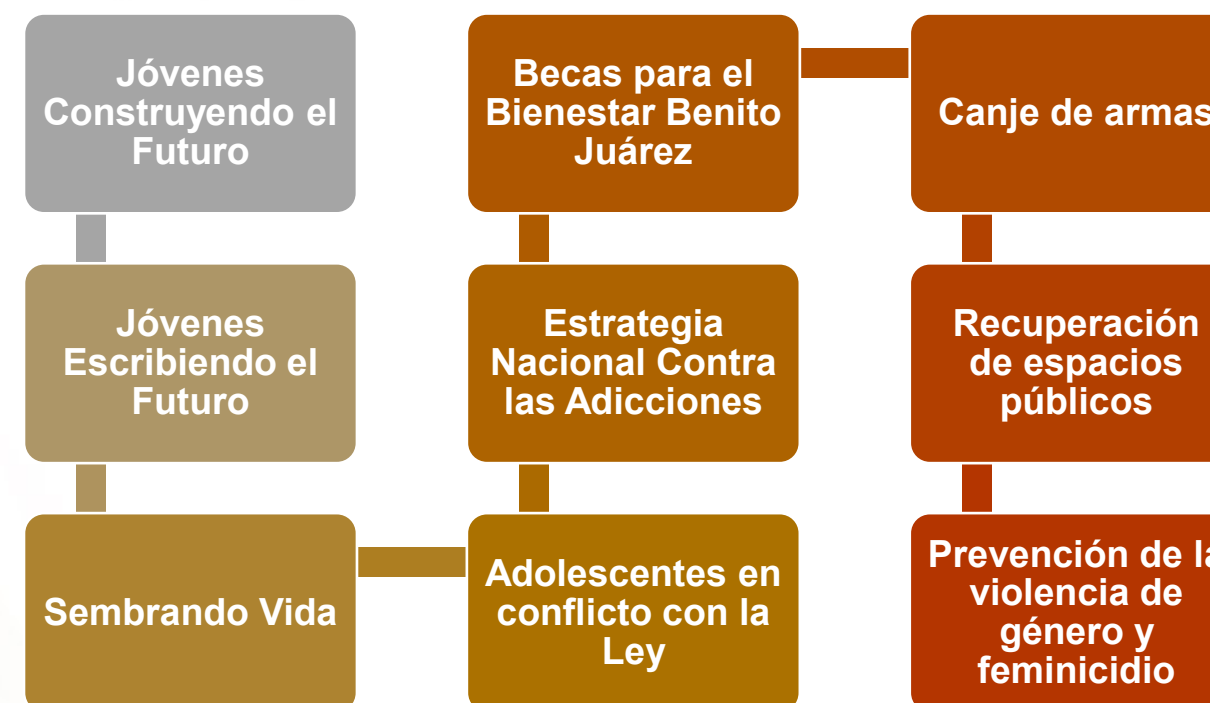 Jóvenes
Construyendo el
Futuro
Jóvenes
Escribiendo el
Futuro
Sembrando Vida
Adolescentes en
conflicto con la
Ley
Estrategia
Nacional Contra
las Adicciones
Becas para el
Bienestar Benito
Juárez
Canje de armas
Recuperación
de espacios
públicos
Prevención de la
violencia de
género y
feminicidio